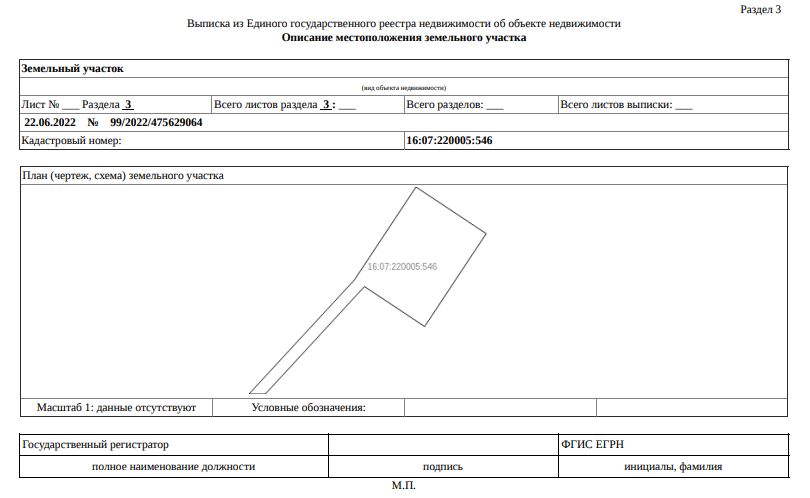 Раздел 3
Выписка из Единого государственного реестра недвижимости об объекте недвижимости
Описание местоположения земельного участка
Земельный участок
(вид объекта недвижимости)
Лист № ___ Раздела 3 Всего листов раздела 3 : ___ Всего разделов: ___ Всего листов выписки: ___
22.06.2022 № 99/2022/475629064
Кадастровый номер: 16:07:220005:546
План (чертеж, схема) земельного участка
16:07:220005:546
Масштаб 1: данные отсутствуют Условные обозначения:
Государственный регистратор ФГИС ЕГРН
полное наименование должности подпись инициалы, фамилия
М.П.